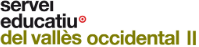 servei
educatiu
del vallès occidental II